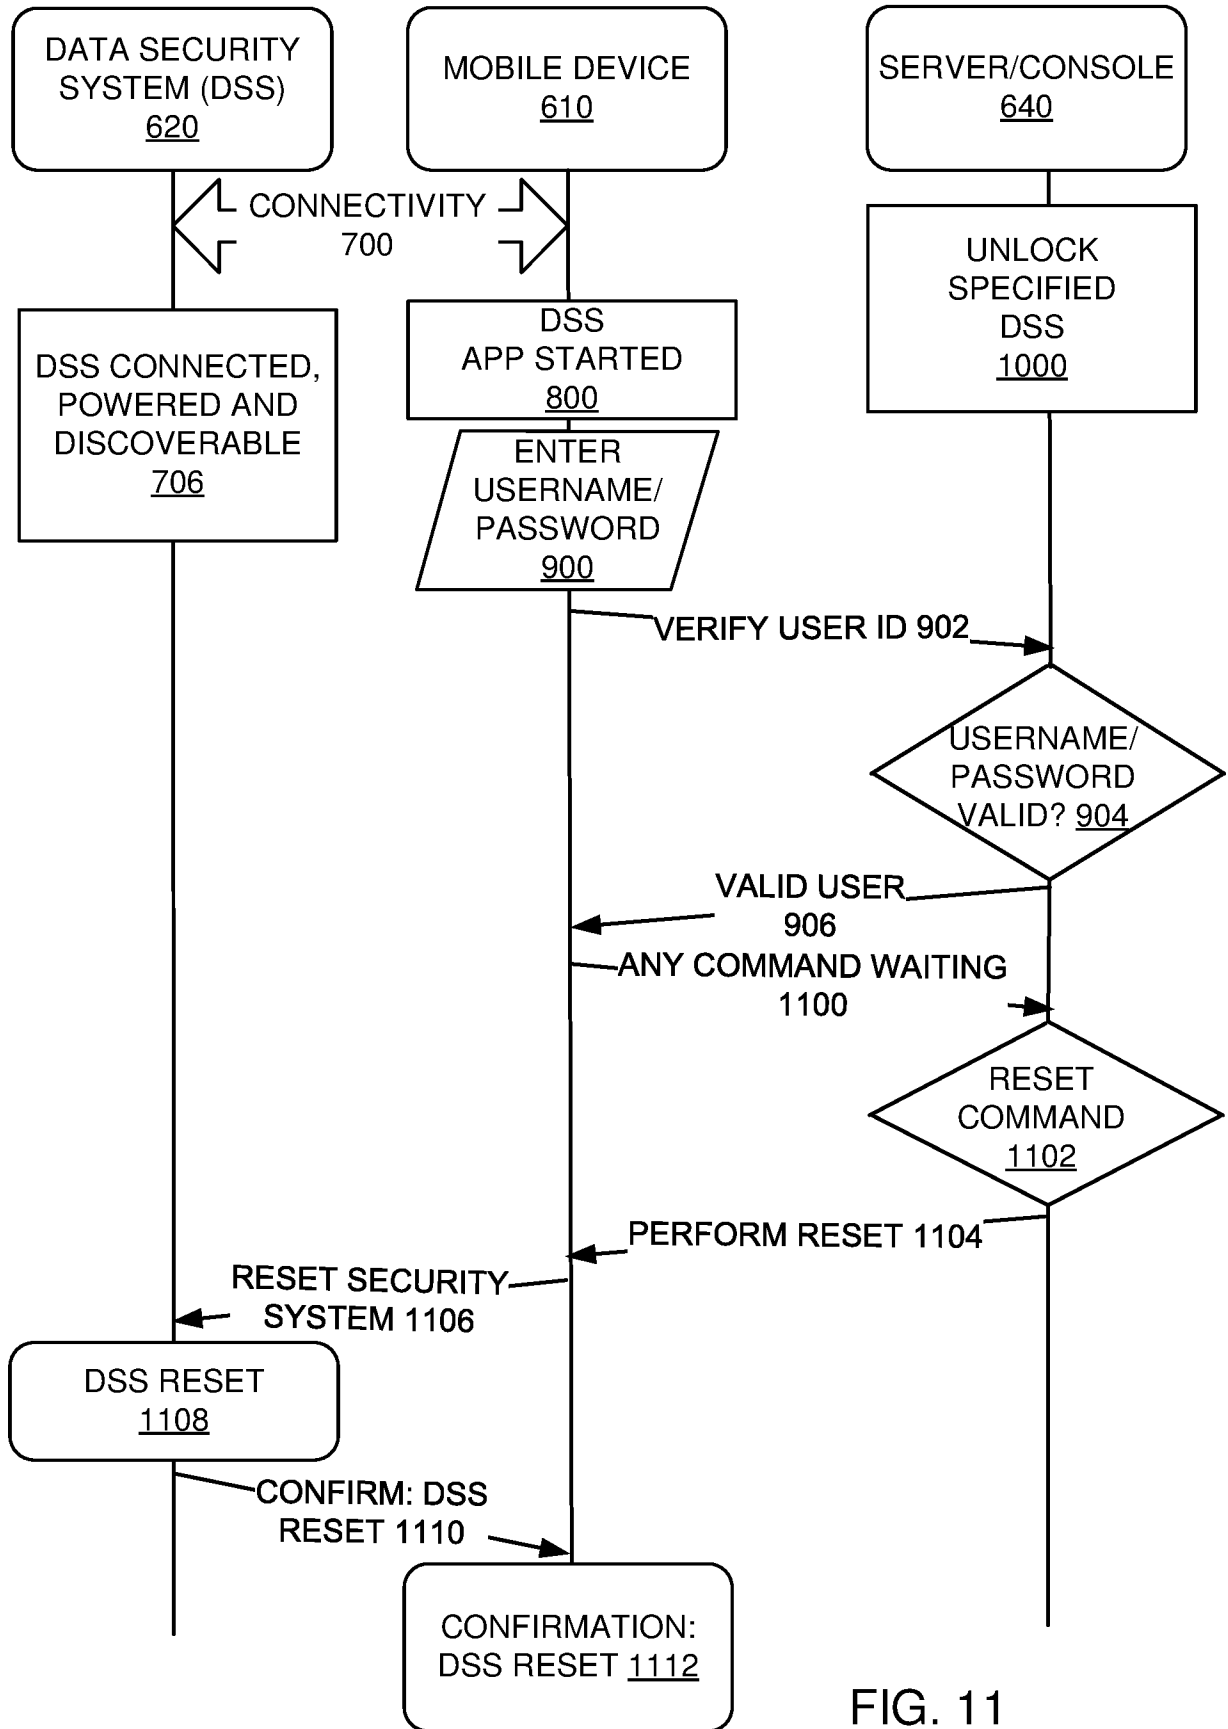 DATA SECURITY
SYSTEM (DSS)
620
MOBILE DEVICE
610
SERVER/CONSOLE
640
CONNECTIVITY
700
UNLOCK
SPECIFIED
DSS
1000
DSS CONNECTED,
POWERED AND
DISCOVERABLE
706
DSS
APP STARTED
800
ENTER
USERNAME/
PASSWORD
900
VERIFY USER ID 902
USERNAME/
PASSWORD
VALID? 904
VALID USER
906
ANY COMMAND WAITING
1100
RESET
COMMAND
1102
PERFORM RESET 1104
RESET SECURITY
SYSTEM 1106
DSS RESET
1108
CONFIRM: DSS
RESET 1110
CONFIRMATION:
DSS RESET 1112
FIG. 11